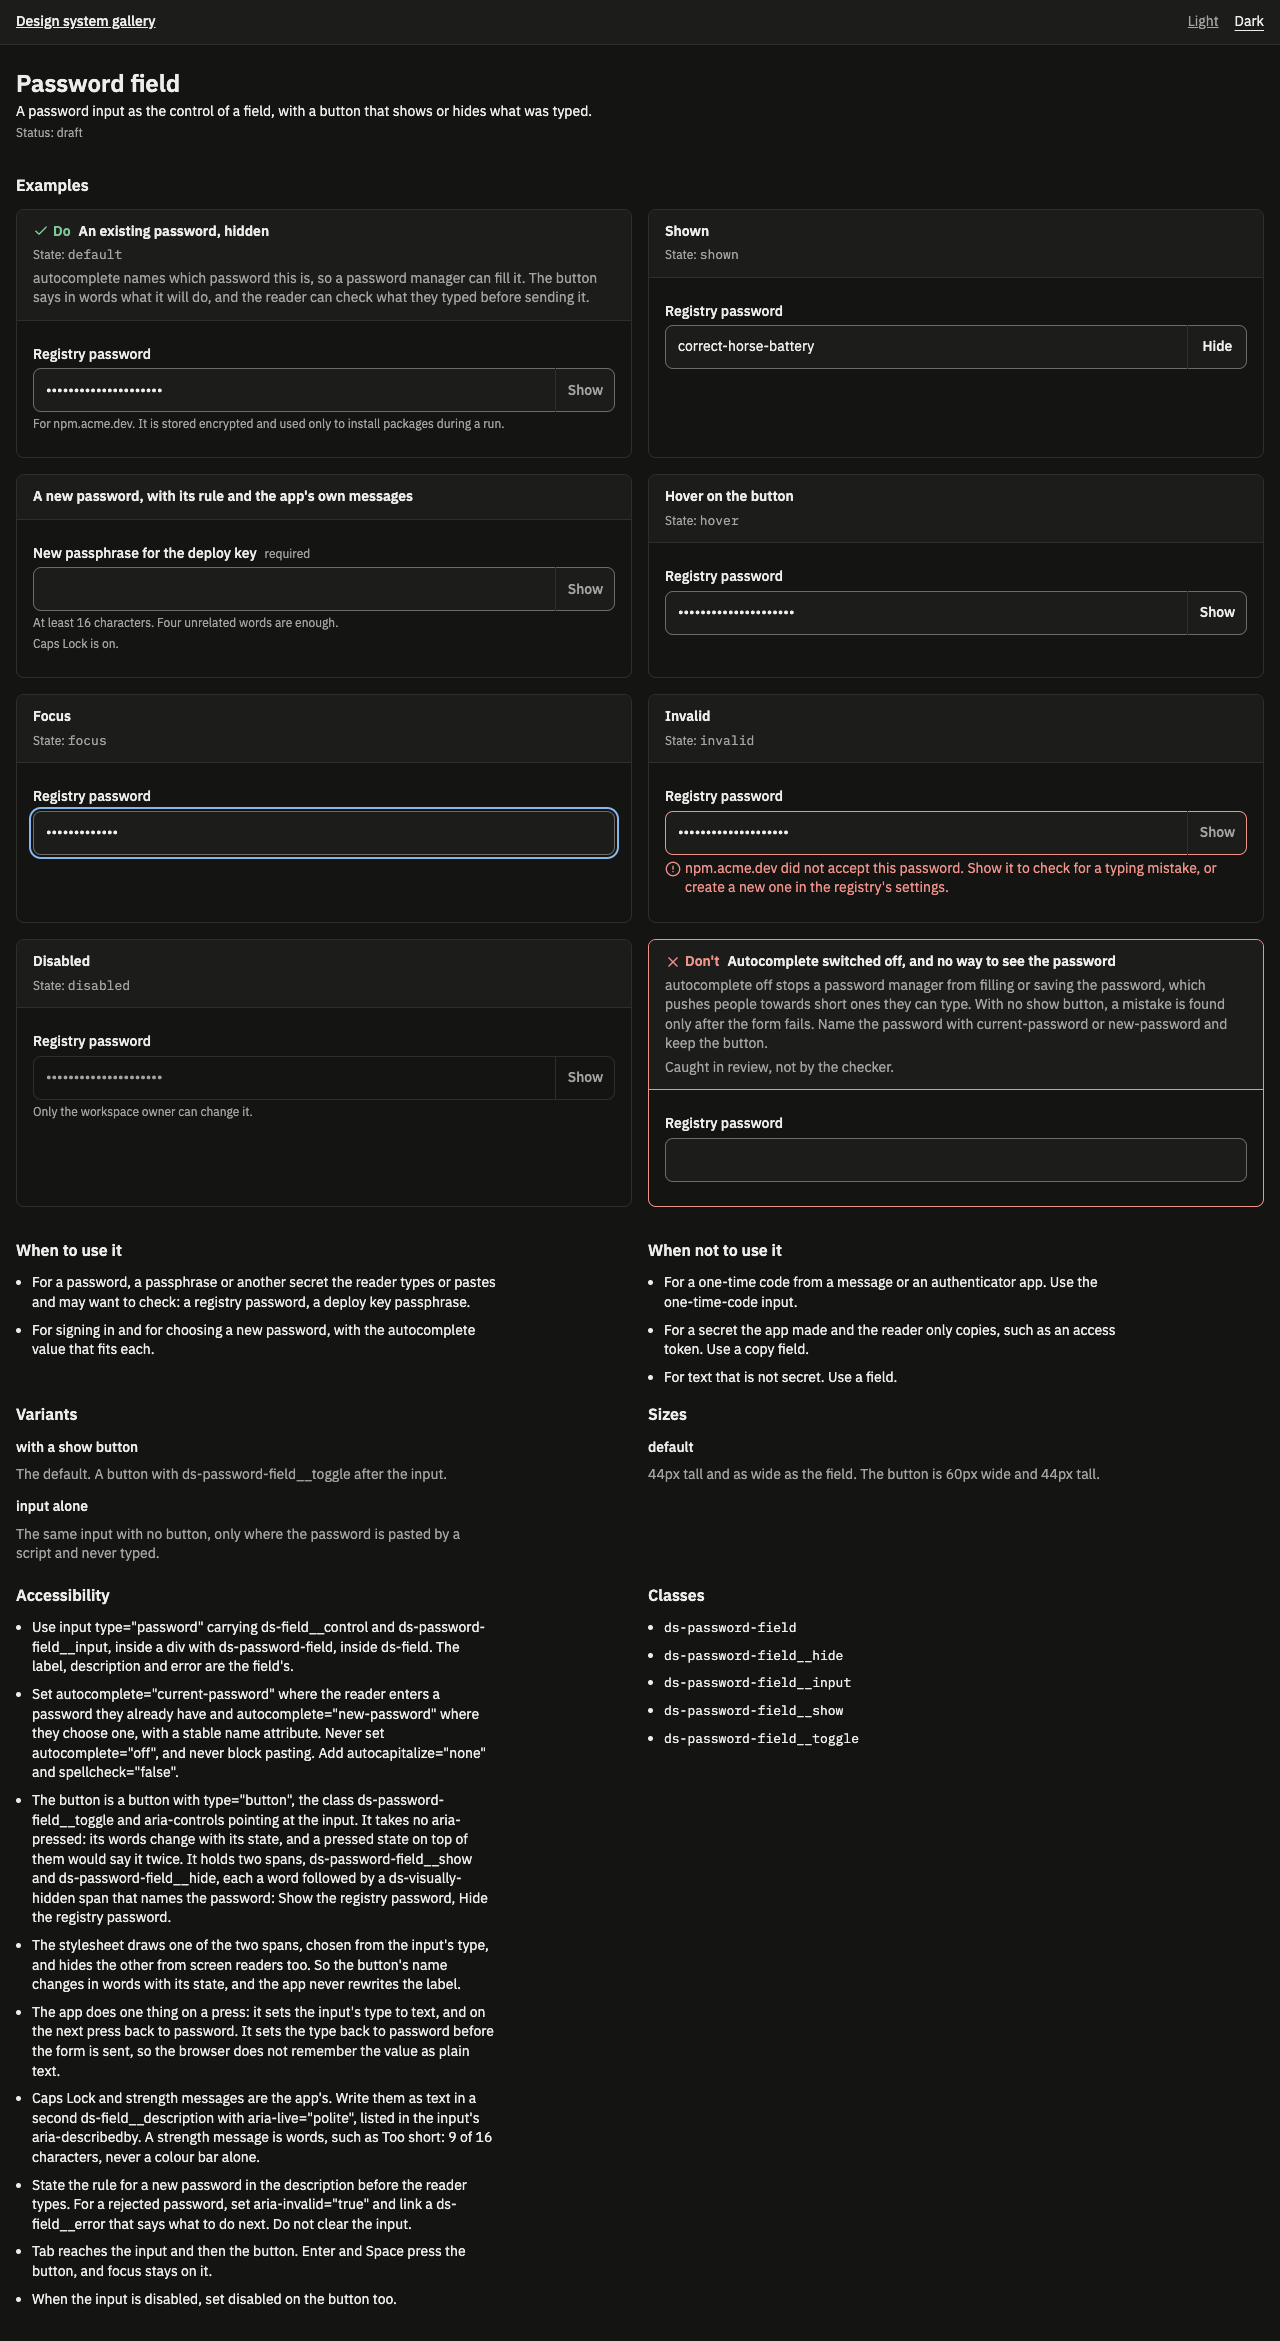 Design system gallery
Light
Dark
Password field
A password input as the control of a field, with a button that shows or hides what was typed.
Status: draft
Examples
Do An existing password, hidden
State: default
autocomplete names which password this is, so a password manager can fill it. The button
says in words what it will do, and the reader can check what they typed before sending it.
Registry password
•••••••••••••••••••••
Show
For npm.acme.dev. It is stored encrypted and used only to install packages during a run.
Shown
State: shown
Registry password
correct-horse-battery
Hide
A new password, with its rule and the app's own messages
New passphrase for the deploy key required
Show
At least 16 characters. Four unrelated words are enough.
Caps Lock is on.
Hover on the button
State: hover
Registry password
•••••••••••••••••••••
Show
Focus
State: focus
Registry password
•••••••••••••
Invalid
State: invalid
Registry password
••••••••••••••••••••
Show
npm.acme.dev did not accept this password. Show it to check for a typing mistake, or
create a new one in the registry's settings.
Disabled
State: disabled
Registry password
•••••••••••••••••••••
Show
Only the workspace owner can change it.
Don't Autocomplete switched off, and no way to see the password
autocomplete off stops a password manager from filling or saving the password, which
pushes people towards short ones they can type. With no show button, a mistake is found
only after the form fails. Name the password with current-password or new-password and
keep the button.
Caught in review, not by the checker.
Registry password
When to use it
• For a password, a passphrase or another secret the reader types or pastes
and may want to check: a registry password, a deploy key passphrase.
• For signing in and for choosing a new password, with the autocomplete
value that fits each.
When not to use it
• For a one-time code from a message or an authenticator app. Use the
one-time-code input.
• For a secret the app made and the reader only copies, such as an access
token. Use a copy field.
• For text that is not secret. Use a field.
Variants
with a show button
The default. A button with ds-password-field__toggle after the input.
input alone
The same input with no button, only where the password is pasted by a
script and never typed.
Sizes
default
44px tall and as wide as the field. The button is 60px wide and 44px tall.
Accessibility
• Use input type="password" carrying ds-field__control and ds-password-
field__input, inside a div with ds-password-field, inside ds-field. The
label, description and error are the field's.
• Set autocomplete="current-password" where the reader enters a
password they already have and autocomplete="new-password" where
they choose one, with a stable name attribute. Never set
autocomplete="off", and never block pasting. Add autocapitalize="none"
and spellcheck="false".
• The button is a button with type="button", the class ds-password-
field__toggle and aria-controls pointing at the input. It takes no aria-
pressed: its words change with its state, and a pressed state on top of
them would say it twice. It holds two spans, ds-password-field__show
and ds-password-field__hide, each a word followed by a ds-visually-
hidden span that names the password: Show the registry password, Hide
the registry password.
• The stylesheet draws one of the two spans, chosen from the input's type,
and hides the other from screen readers too. So the button's name
changes in words with its state, and the app never rewrites the label.
• The app does one thing on a press: it sets the input's type to text, and on
the next press back to password. It sets the type back to password before
the form is sent, so the browser does not remember the value as plain
text.
• Caps Lock and strength messages are the app's. Write them as text in a
second ds-field__description with aria-live="polite", listed in the input's
aria-describedby. A strength message is words, such as Too short: 9 of 16
characters, never a colour bar alone.
• State the rule for a new password in the description before the reader
types. For a rejected password, set aria-invalid="true" and link a ds-
field__error that says what to do next. Do not clear the input.
• Tab reaches the input and then the button. Enter and Space press the
button, and focus stays on it.
• When the input is disabled, set disabled on the button too.
Classes
• ds-password-field
• ds-password-field__hide
• ds-password-field__input
• ds-password-field__show
• ds-password-field__toggle